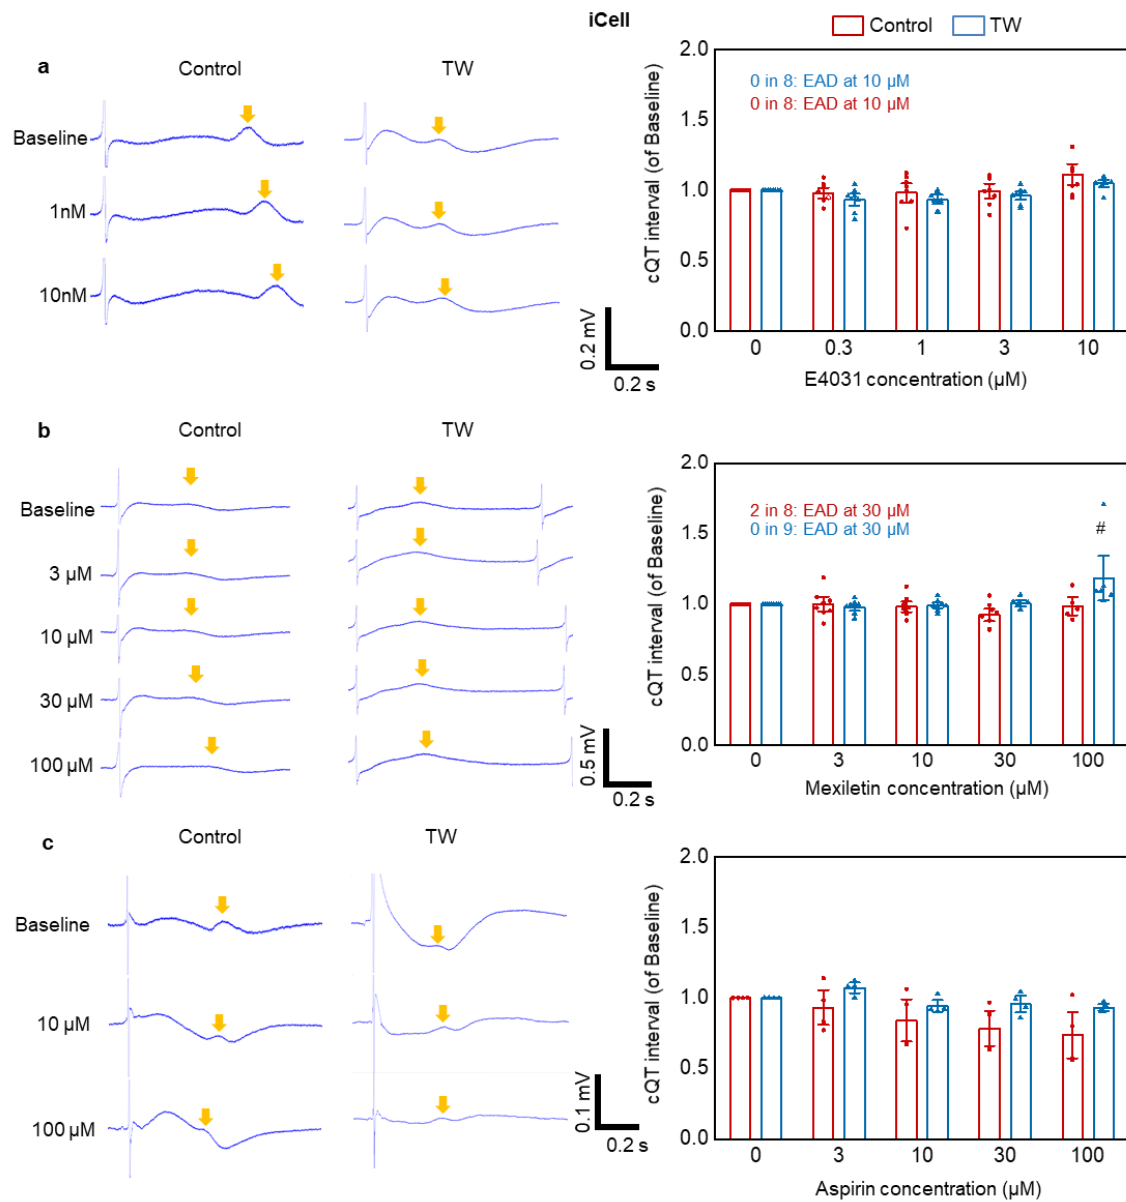 iCell
Control TW
a
Control TW
Baseline
1nM
10nM
0.2 mV
0.2 s
cQT interval (of Baseline)
2.0
1.5
1.0
0.5
0.0
0 in 8: EAD at 10 µM
0 in 8: EAD at 10 µM
0 0.3 1 3 10
E4031 concentration (µM)
b
Control TW
Baseline
3 µM
10 µM
30 µM
100 µM
0.5 mV
0.2 s
cQT interval (of Baseline)
2.0
1.5
1.0
0.5
0.0
2 in 8: EAD at 30 µM
0 in 9: EAD at 30 µM
#
0 3 10 30 100
Mexiletin concentration (µM)
c
Control TW
Baseline
10 µM
100 µM
0.1 mV
0.2 s
cQT interval (of Baseline)
2.0
1.5
1.0
0.5
0.0
0 3 10 30 100
Aspirin concentration (µM)